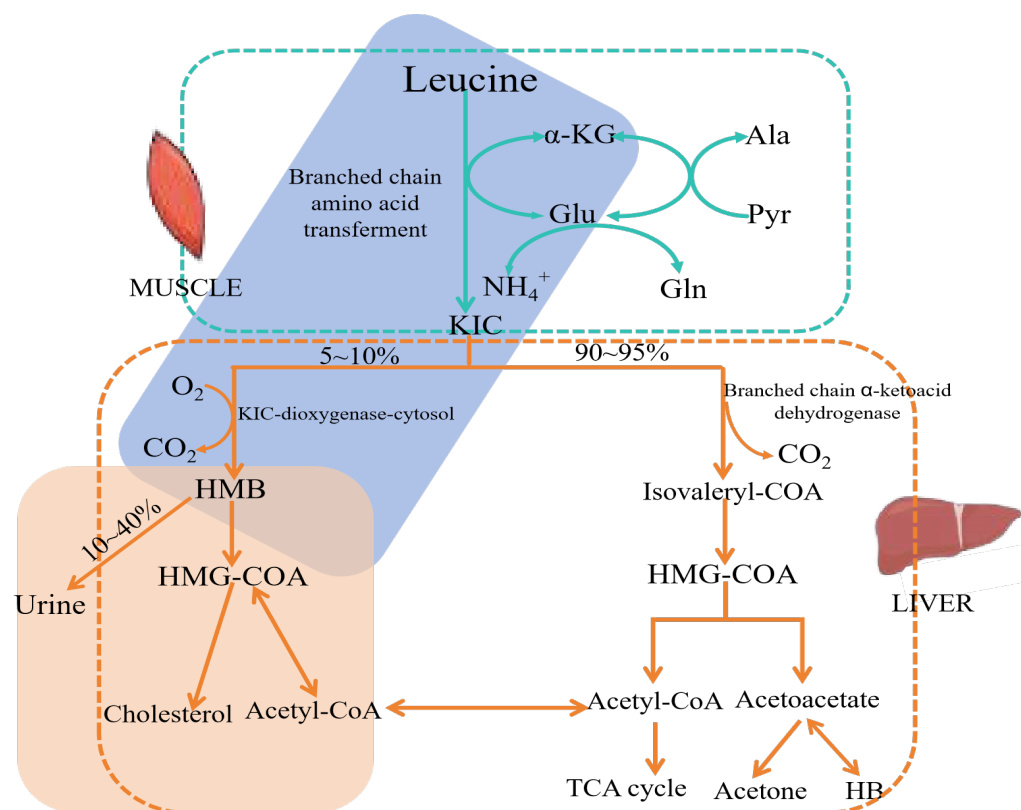 Leucine
α-KG
Ala
Branched chain
amino acid
transferment
Glu
Pyr
MUSCLE
NH₄⁺
Gln
KIC
5~10%
90~95%
O₂
KIC-dioxygenase-cytosol
Branched chain α-ketoacid
dehydrogenase
CO₂
CO₂
HMB
Isovaleryl-COA
10~40%
HMG-COA
HMG-COA
Urine
LIVER
Cholesterol
Acetyl-CoA
Acetyl-CoA
Acetoacetate
TCA cycle
Acetone
HB